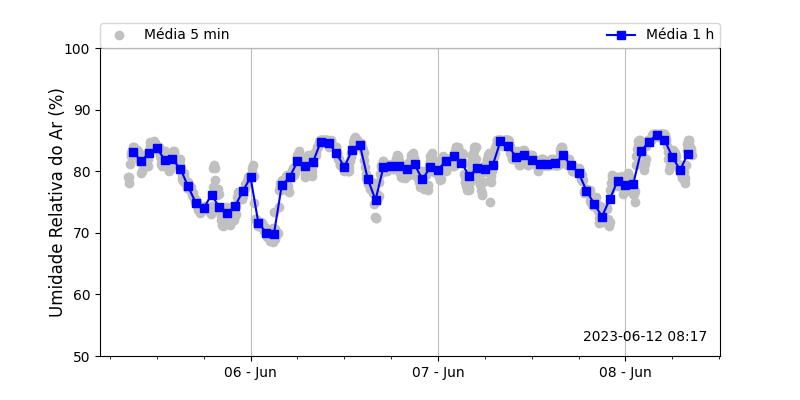 Média 5 min
Média 1 h
Umidade Relativa do Ar (%)
100
90
80
70
60
50
2023-06-12 08:17
06 - Jun
07 - Jun
08 - Jun